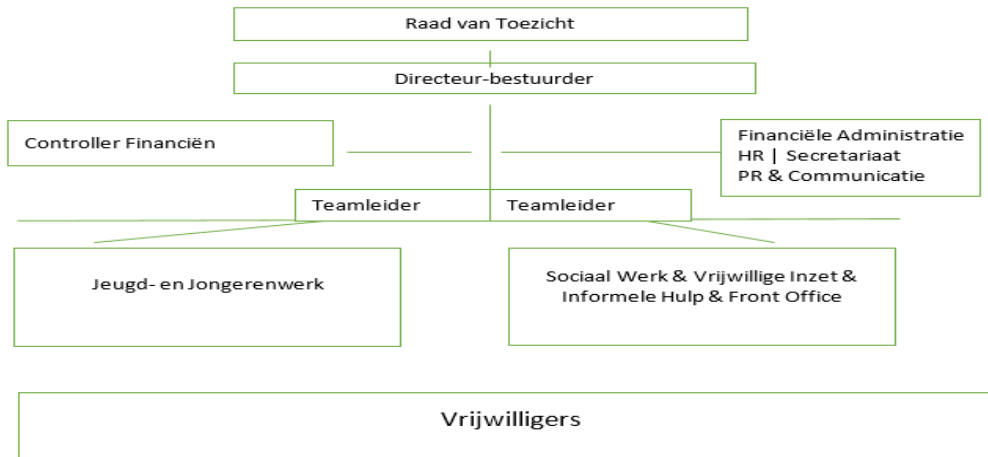 Raad van Toezicht
Directeur-bestuurder
Controller Financiën
Financiële Administratie
HR | Secretariaat
PR & Communicatie
Teamleider
Teamleider
Jeugd- en Jongerenwerk
Sociaal Werk & Vrijwillige Inzet &
Informele Hulp & Front Office
Vrijwilligers